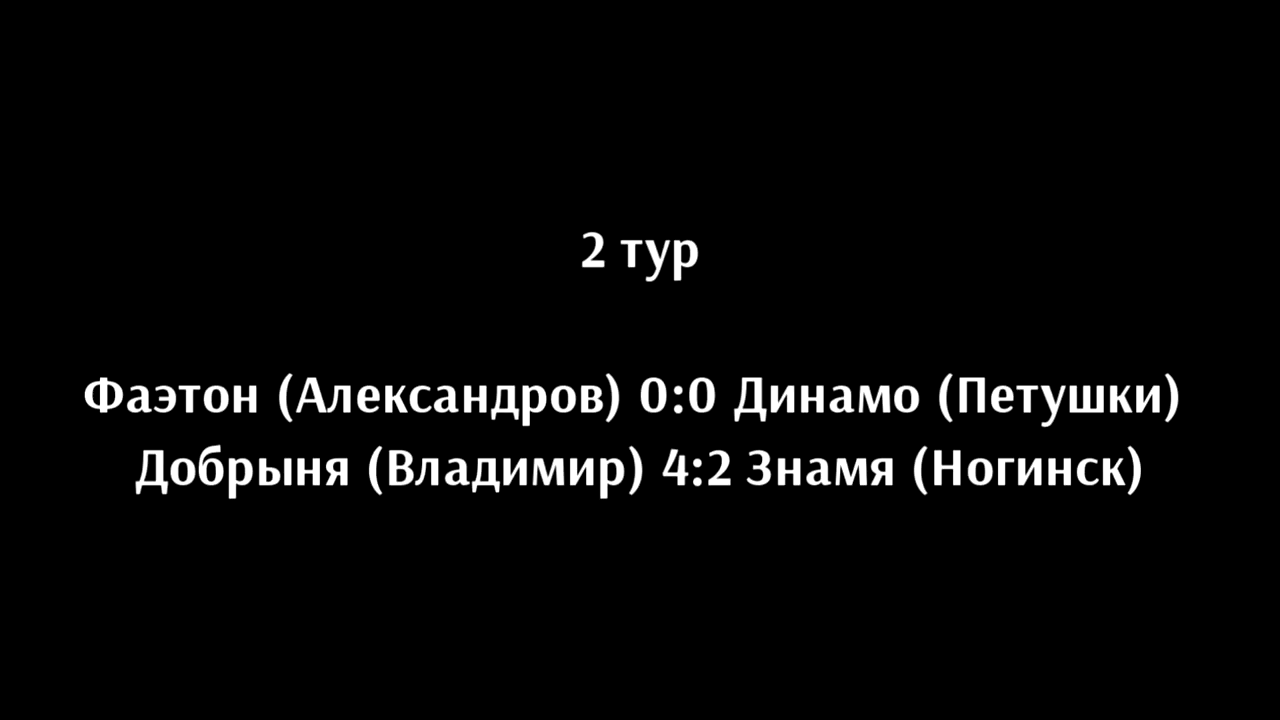 2 тур
Фаэтон (Александров) 0:0 Динамо (Петушки)
Добрыня (Владимир) 4:2 Знамя (Ногинск)